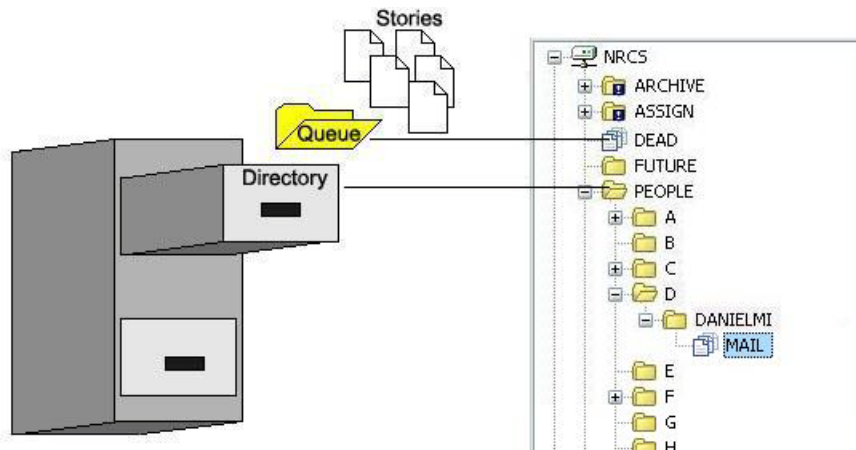 Stories
Queue
Directory
NRCS
ARCHIVE
ASSIGN
DEAD
FUTURE
PEOPLE
A
B
C
D
DANIELMI
MAIL
E
F
G
H